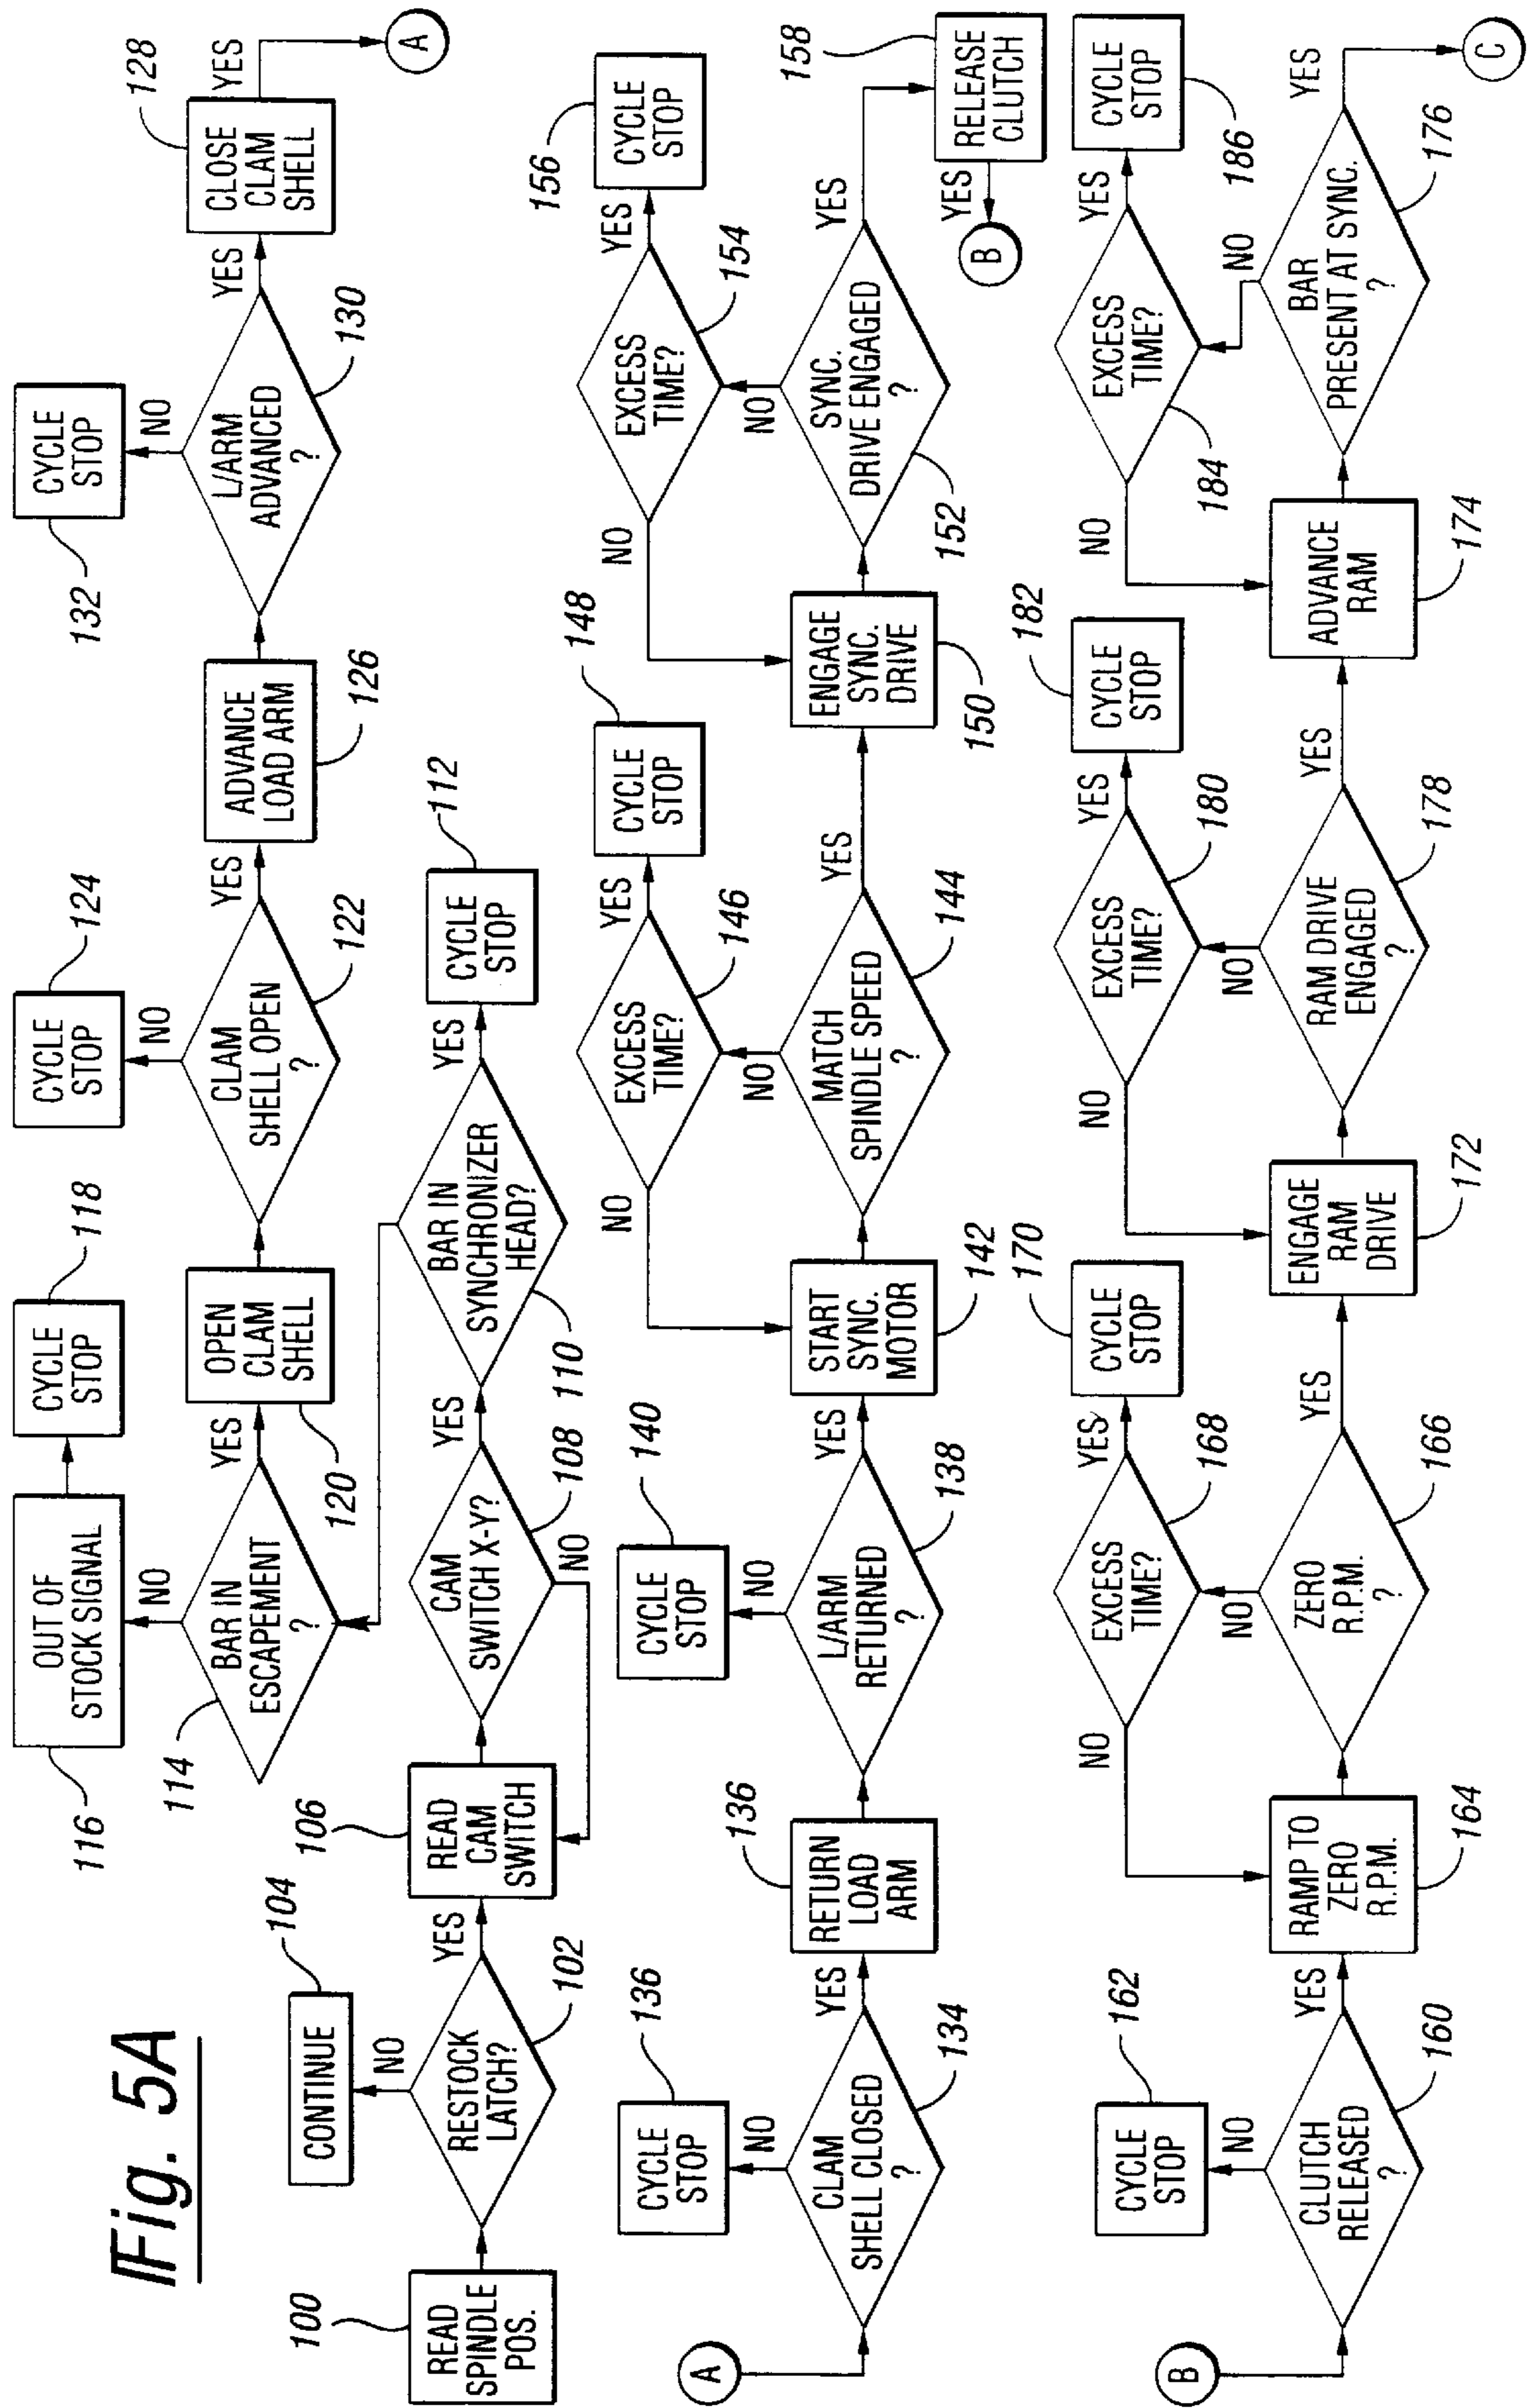 Fig. 5A
116
OUT OF
STOCK SIGNAL
CYCLE
STOP
118
CYCLE
STOP
124
132
CYCLE
STOP
NO
NO
NO
114
BAR IN
ESCAPEMENT
?
YES
OPEN
CLAM
SHELL
120
CLAM
SHELL OPEN
?
122
YES
ADVANCE
LOAD ARM
126
L/ARM
ADVANCED
?
130
YES
CLOSE
CLAM
SHELL
128
YES
A
104
CONTINUE
NO
100
READ
SPINDLE
POS.
RESTOCK
LATCH?
102
YES
106
READ
CAM
SWITCH
CAM
SWITCH X-Y?
108
NO
YES
BAR IN
SYNCHRONIZER
HEAD?
110
YES
CYCLE
STOP
112
A
CLAM
SHELL CLOSED
?
134
NO
CYCLE
STOP
136
YES
RETURN
LOAD
ARM
136
L/ARM
RETURNED
?
138
NO
CYCLE
STOP
140
YES
START
SYNC.
MOTOR
142
MATCH
SPINDLE SPEED
?
144
NO
EXCESS
TIME?
146
NO
YES
CYCLE
STOP
148
YES
ENGAGE
SYNC.
DRIVE
150
SYNC.
DRIVE ENGAGED
?
152
NO
EXCESS
TIME?
154
NO
YES
CYCLE
STOP
156
YES
RELEASE
CLUTCH
158
YES
B
B
CLUTCH
RELEASED
?
160
NO
CYCLE
STOP
162
YES
RAMP TO
ZERO
R.P.M.
164
ZERO
R.P.M.
?
166
NO
EXCESS
TIME?
168
NO
YES
CYCLE
STOP
170
YES
ENGAGE
RAM
DRIVE
172
RAM DRIVE
ENGAGED
?
178
NO
EXCESS
TIME?
180
NO
YES
CYCLE
STOP
182
YES
ADVANCE
RAM
174
BAR
PRESENT AT SYNC.
?
176
NO
EXCESS
TIME?
184
NO
YES
CYCLE
STOP
186
YES
C